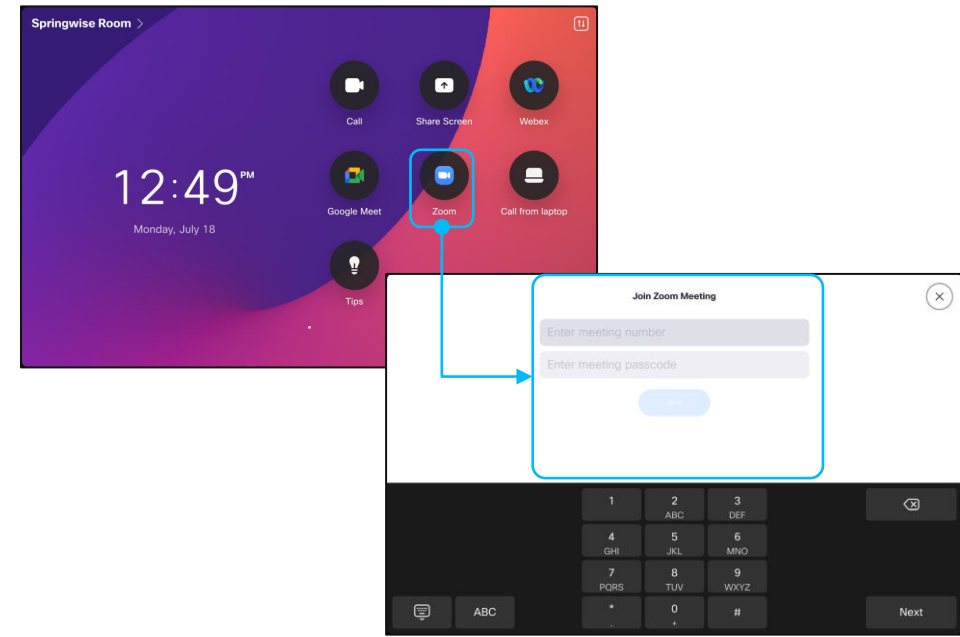 Springwise Room
Call
Share Screen
Webex
12:49 PM
Monday, July 18
Google Meet
Zoom
Call from laptop
Tips
Join Zoom Meeting
Enter meeting number
Enter meeting passcode
1 2 3
ABC DEF
4 5 6
GHI JKL MNO
7 8 9
PQRS TUV WXYZ
ABC * 0 # Next
. +